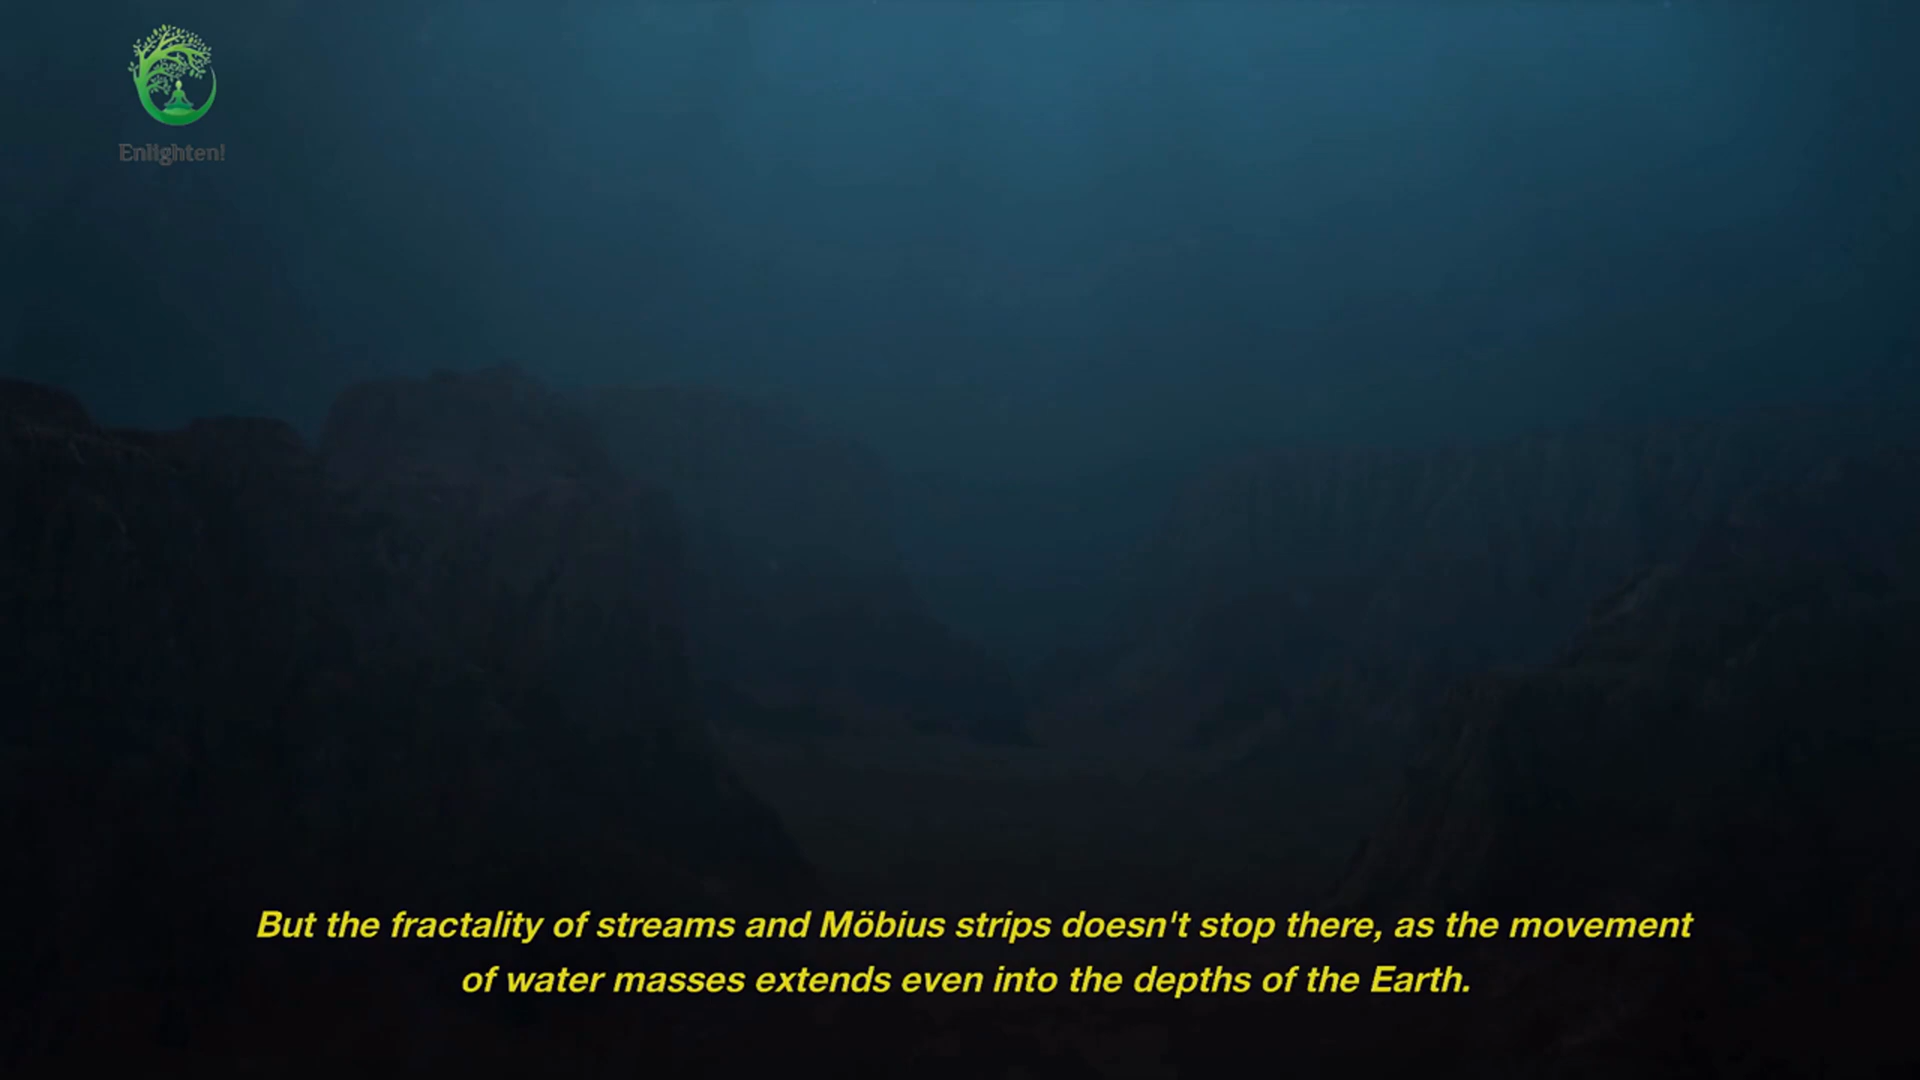 Enlighten!
But the fractality of streams and Möbius strips doesn't stop there, as the movement
of water masses extends even into the depths of the Earth.